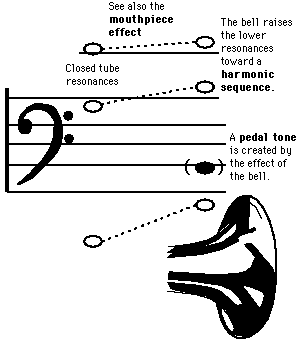 See also the
mouthpiece
effect
The bell raises
the lower
resonances
toward a
harmonic
sequence.
Closed tube
resonances
A pedal tone
is created by
the effect of
the bell.